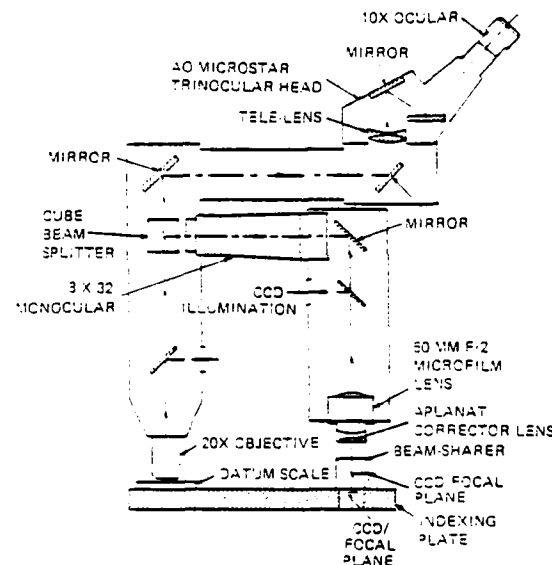 10X OCULAR
MIRROR
AO MICROSTAR
TRINOCULAR HEAD
TELE-LENS
MIRROR
CUBE
BEAM
SPLITTER
MIRROR
8 X 32
MONOCULAR
CCD
ILLUMINATION
50 MM F/2
MICROFILM
LENS
APLANAT
CORRECTOR LENS
20X OBJECTIVE
BEAM-SHARER
DATUM SCALE
CCD FOCAL
PLANE
INDEXING
PLATE
CCD/
FOCAL
PLANE